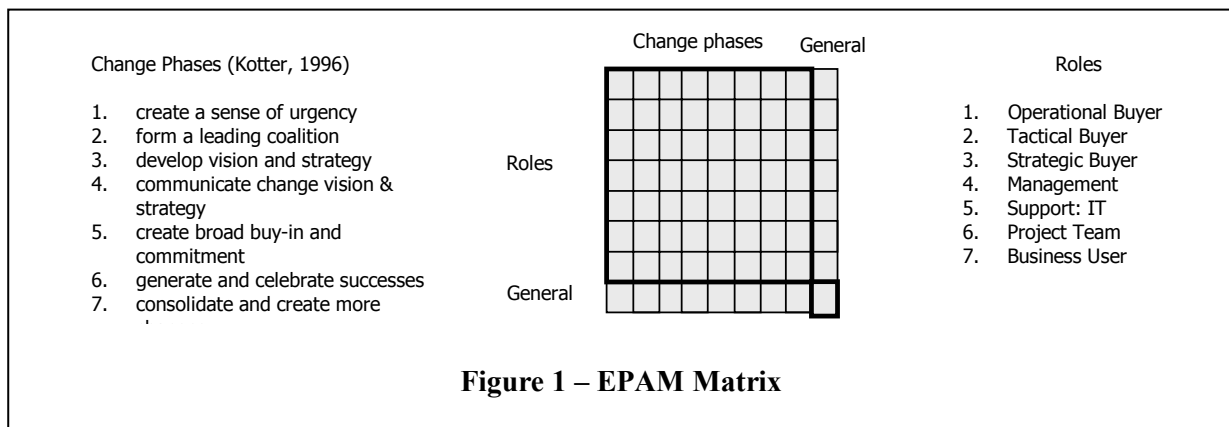 Change Phases (Kotter, 1996)
1. create a sense of urgency
2. form a leading coalition
3. develop vision and strategy
4. communicate change vision &
strategy
5. create broad buy-in and
commitment
6. generate and celebrate successes
7. consolidate and create more
Change phases
General
Roles
General
Roles
1. Operational Buyer
2. Tactical Buyer
3. Strategic Buyer
4. Management
5. Support: IT
6. Project Team
7. Business User
Figure 1 – EPAM Matrix